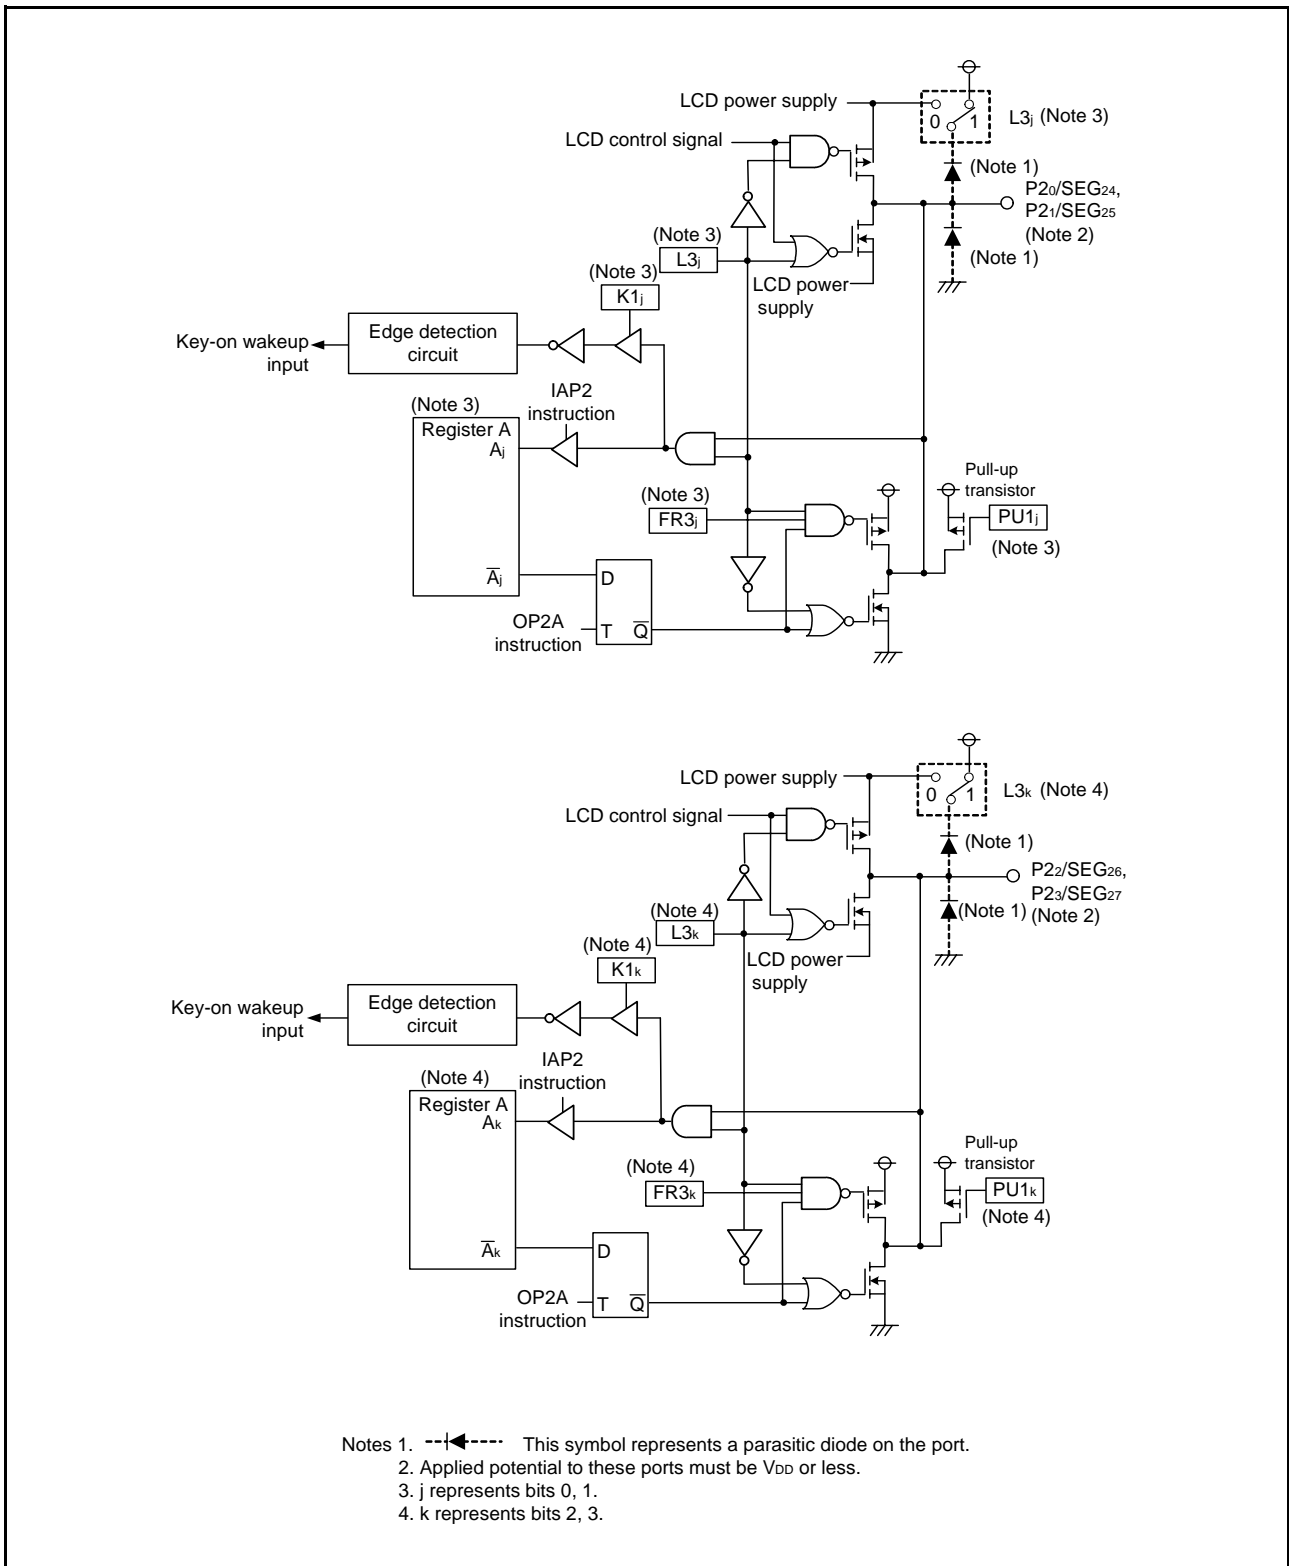 LCD power supply
0 1
L3j (Note 3)
LCD control signal
(Note 1)
P20/SEG24,
P21/SEG25
(Note 2)
(Note 1)
(Note 3)
L3j
LCD power
supply
(Note 3)
K1j
Edge detection
circuit
Key-on wakeup
input
IAP2
instruction
(Note 3)
Register A
Aj
Pull-up
transistor
(Note 3)
FR3j
PU1j
(Note 3)
A̅j
D
OP2A
instruction
T Q̅
LCD power supply
0 1
L3k (Note 4)
LCD control signal
(Note 1)
P22/SEG26,
P23/SEG27
(Note 1) (Note 2)
(Note 4)
L3k
LCD power
supply
(Note 4)
K1k
Edge detection
circuit
Key-on wakeup
input
IAP2
instruction
(Note 4)
Register A
Ak
Pull-up
transistor
(Note 4)
FR3k
PU1k
(Note 4)
A̅k
D
OP2A
instruction
T Q̅
Notes 1. This symbol represents a parasitic diode on the port.
2. Applied potential to these ports must be VDD or less.
3. j represents bits 0, 1.
4. k represents bits 2, 3.